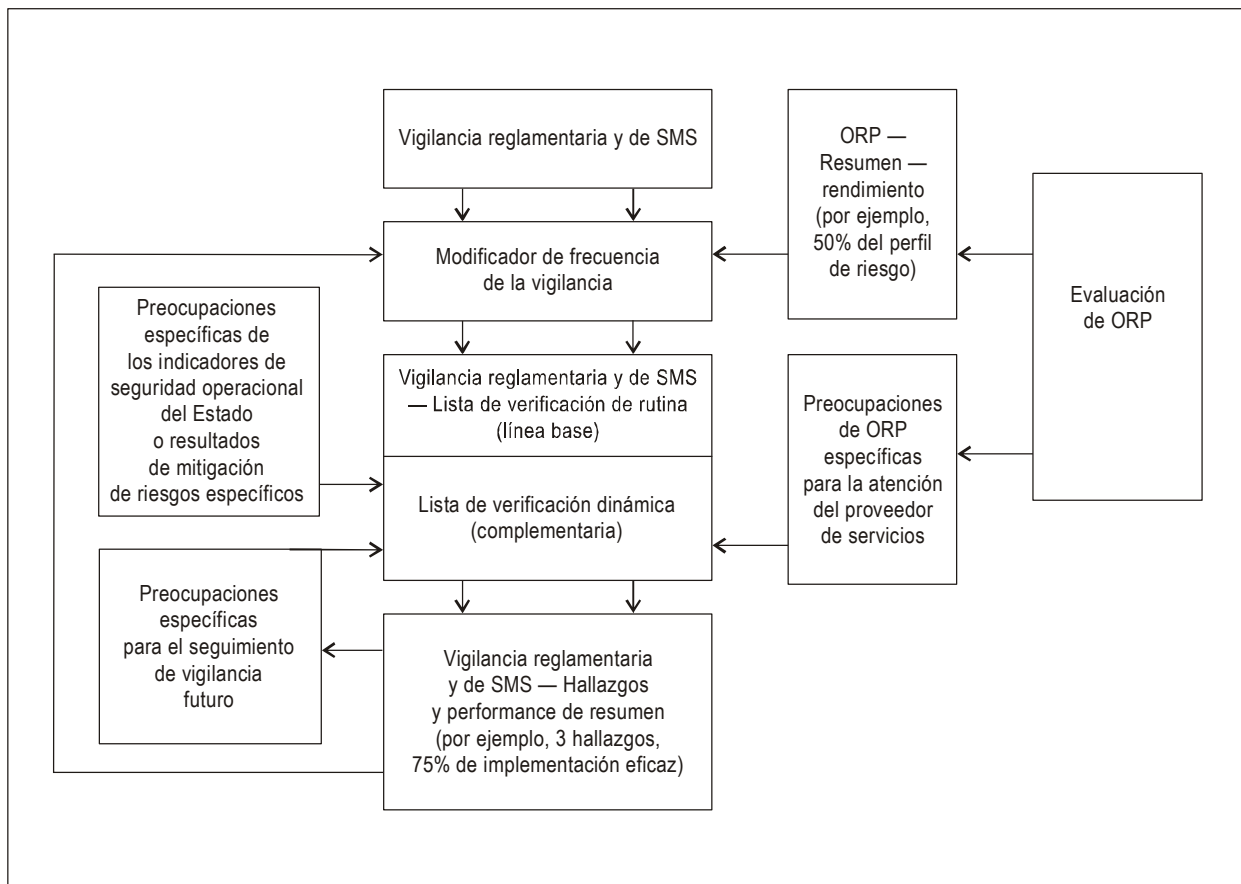 Vigilancia reglamentaria y de SMS
ORP —
Resumen —
rendimiento
(por ejemplo,
50% del perfil
de riesgo)
Evaluación
de ORP
Modificador de frecuencia
de la vigilancia
Preocupaciones
específicas de
los indicadores de
seguridad operacional
del Estado
o resultados
de mitigación
de riesgos específicos
Vigilancia reglamentaria y de SMS
— Lista de verificación de rutina
(línea base)
Lista de verificación dinámica
(complementaria)
Preocupaciones
de ORP
específicas
para la atención
del proveedor
de servicios
Preocupaciones
específicas
para el seguimiento
de vigilancia
futuro
Vigilancia reglamentaria
y de SMS — Hallazgos
y performance de resumen
(por ejemplo, 3 hallazgos,
75% de implementación eficaz)